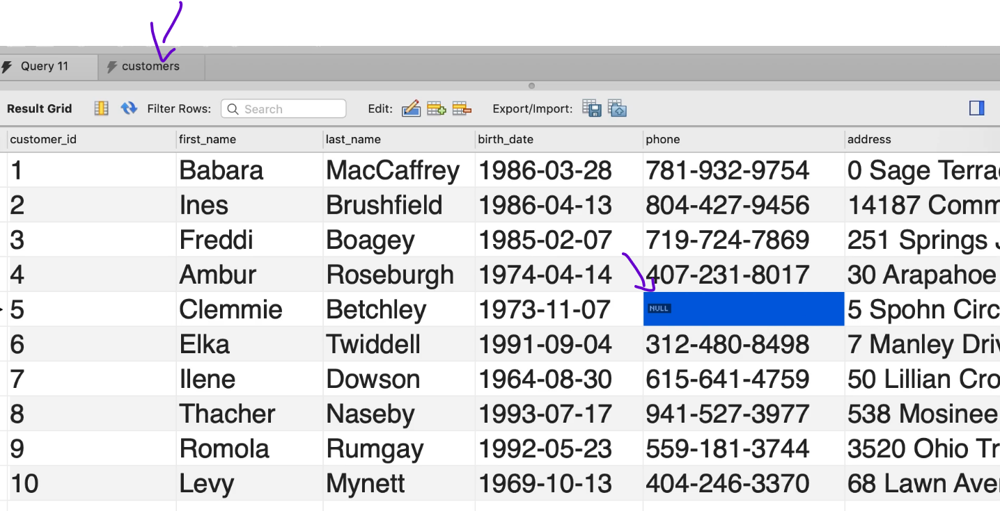 Query 11 customers
Result Grid Filter Rows: Search Edit: Export/Import:
customer_id first_name last_name birth_date phone address
1 Babara MacCaffrey 1986-03-28 781-932-9754 0 Sage Terrac
2 Ines Brushfield 1986-04-13 804-427-9456 14187 Comm
3 Freddi Boagey 1985-02-07 719-724-7869 251 Springs
4 Ambur Roseburgh 1974-04-14 407-231-8017 30 Arapahoe
5 Clemmie Betchley 1973-11-07 NULL 5 Spohn Circ
6 Elka Twiddell 1991-09-04 312-480-8498 7 Manley Driv
7 Ilene Dowson 1964-08-30 615-641-4759 50 Lillian Cro
8 Thacher Naseby 1993-07-17 941-527-3977 538 Mosinee
9 Romola Rumgay 1992-05-23 559-181-3744 3520 Ohio Tr
10 Levy Mynett 1969-10-13 404-246-3370 68 Lawn Aven